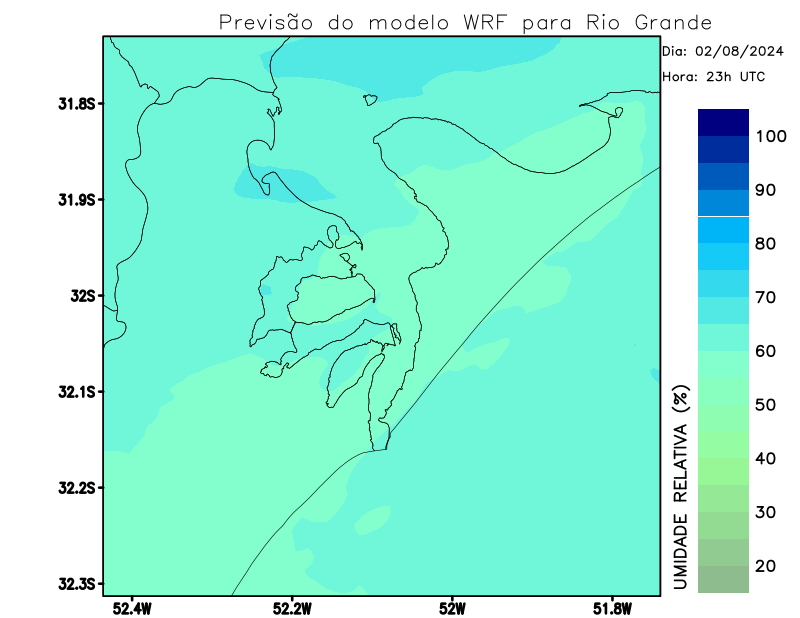 Previsão do modelo WRF para Rio Grande
Dia: 02/08/2024
Hora: 23h UTC
31.8S
31.9S
32S
32.1S
32.2S
32.3S
52.4W
52.2W
52W
51.8W
UMIDADE RELATIVA (%)
100
90
80
70
60
50
40
30
20